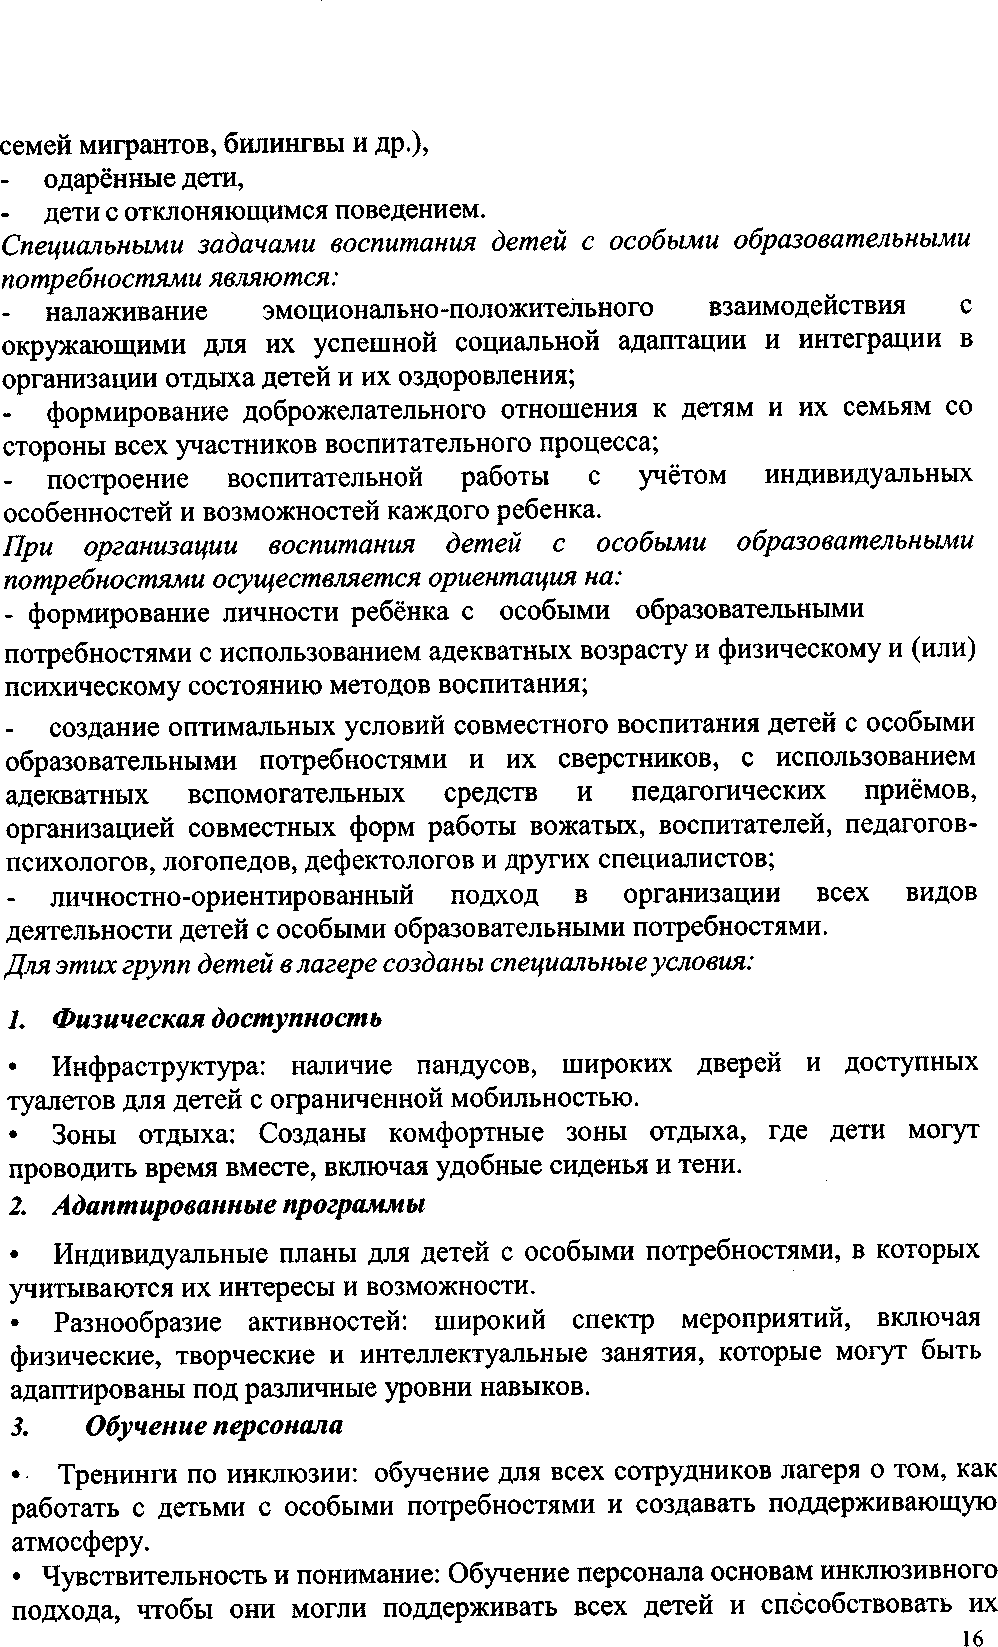 семей мигрантов, билингвы и др.),
- одарённые дети,
- дети с отклоняющимся поведением.
Специальными задачами воспитания детей с особыми образовательными
потребностями являются:
- налаживание эмоционально-положительного взаимодействия с
окружающими для их успешной социальной адаптации и интеграции в
организации отдыха детей и их оздоровления;
- формирование доброжелательного отношения к детям и их семьям со
стороны всех участников воспитательного процесса;
- построение воспитательной работы с учётом индивидуальных
особенностей и возможностей каждого ребенка.
При организации воспитания детей с особыми образовательными
потребностями осуществляется ориентация на:
- формирование личности ребёнка с особыми образовательными
потребностями с использованием адекватных возрасту и физическому и (или)
психическому состоянию методов воспитания;
- создание оптимальных условий совместного воспитания детей с особыми
образовательными потребностями и их сверстников, с использованием
адекватных вспомогательных средств и педагогических приёмов,
организацией совместных форм работы вожатых, воспитателей, педагогов-
психологов, логопедов, дефектологов и других специалистов;
- личностно-ориентированный подход в организации всех видов
деятельности детей с особыми образовательными потребностями.
Для этих групп детей в лагере созданы специальные условия:
1. Физическая доступность
• Инфраструктура: наличие пандусов, широких дверей и доступных
туалетов для детей с ограниченной мобильностью.
• Зоны отдыха: Созданы комфортные зоны отдыха, где дети могут
проводить время вместе, включая удобные сиденья и тени.
2. Адаптированные программы
• Индивидуальные планы для детей с особыми потребностями, в которых
учитываются их интересы и возможности.
• Разнообразие активностей: широкий спектр мероприятий, включая
физические, творческие и интеллектуальные занятия, которые могут быть
адаптированы под различные уровни навыков.
3. Обучение персонала
• Тренинги по инклюзии: обучение для всех сотрудников лагеря о том, как
работать с детьми с особыми потребностями и создавать поддерживающую
атмосферу.
• Чувствительность и понимание: Обучение персонала основам инклюзивного
подхода, чтобы они могли поддерживать всех детей и способствовать их
16